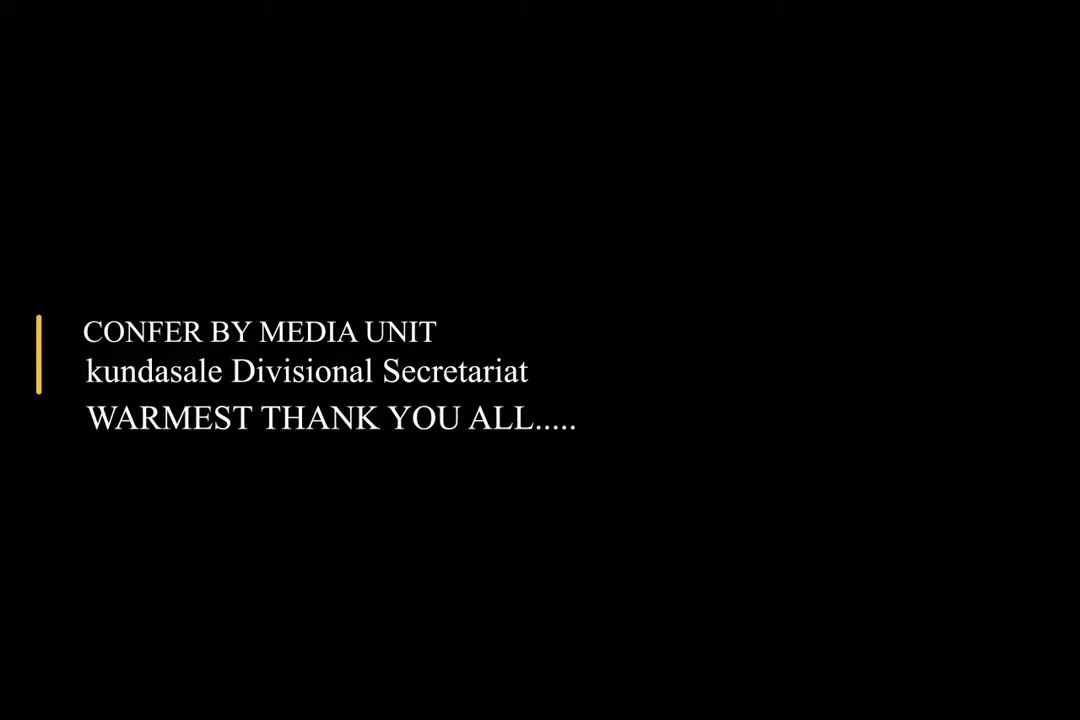 CONFER BY MEDIA UNIT
kundasale Divisional Secretariat
WARMEST THANK YOU ALL.....